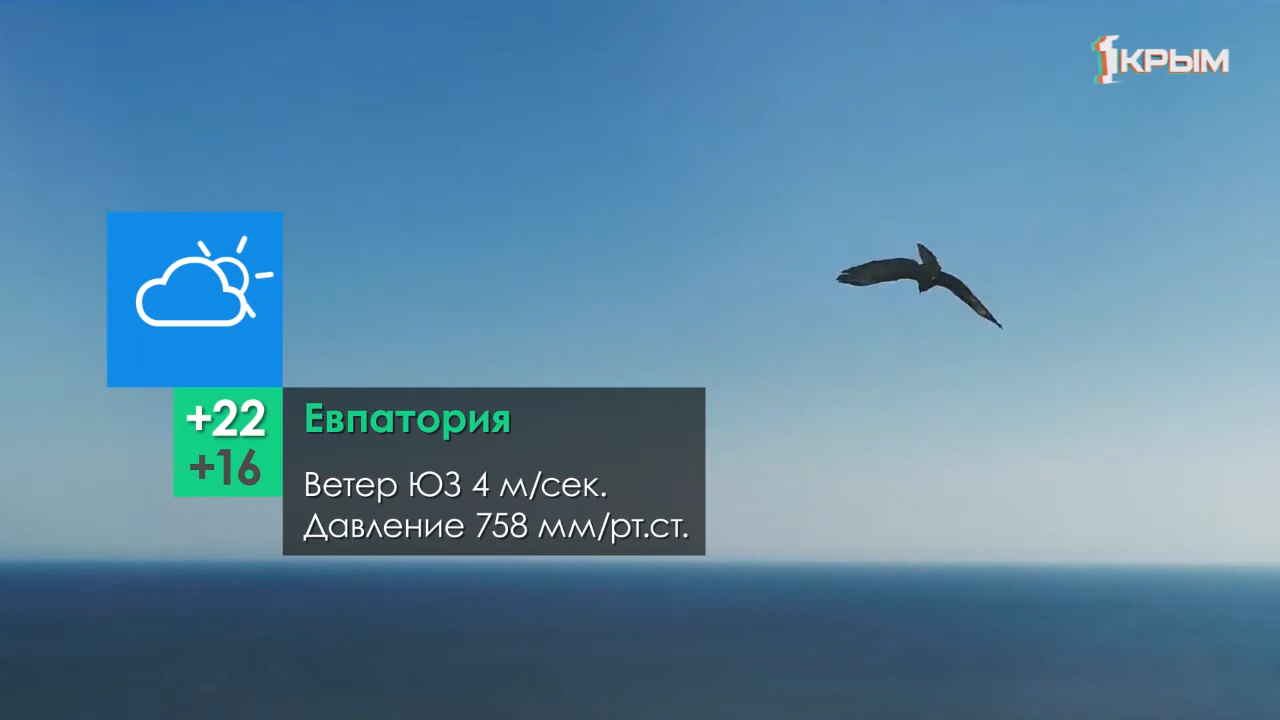 1КРЫМ
+22
+16
Евпатория
Ветер ЮЗ 4 м/сек.
Давление 758 мм/рт.ст.